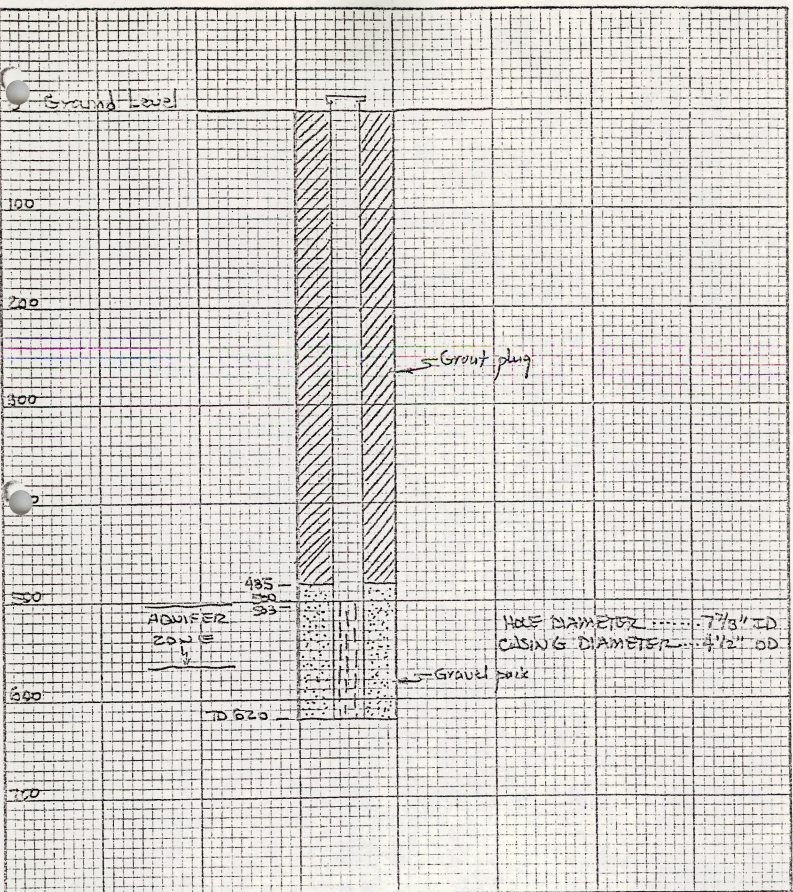 Ground Level
100
200
Grout plug
300
485
500
500
503
AQUIFER
ZONE
HOLE DIAMETER ........ 7 7/8" ID
CASING DIAMETER ... 4 1/2" OD
Gravel pack
600
TD 620
700